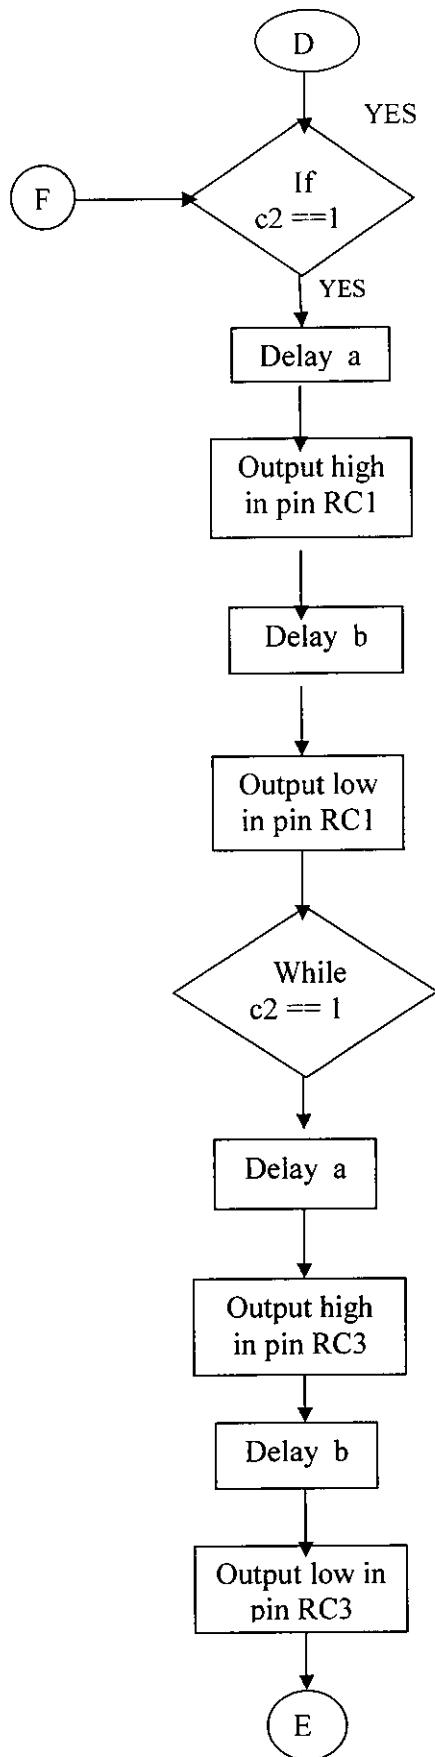 D
YES
F
If
c2 ==1
YES
Delay a
Output high
in pin RC1
Delay b
Output low
in pin RC1
While
c2 == 1
Delay a
Output high
in pin RC3
Delay b
Output low in
pin RC3
E